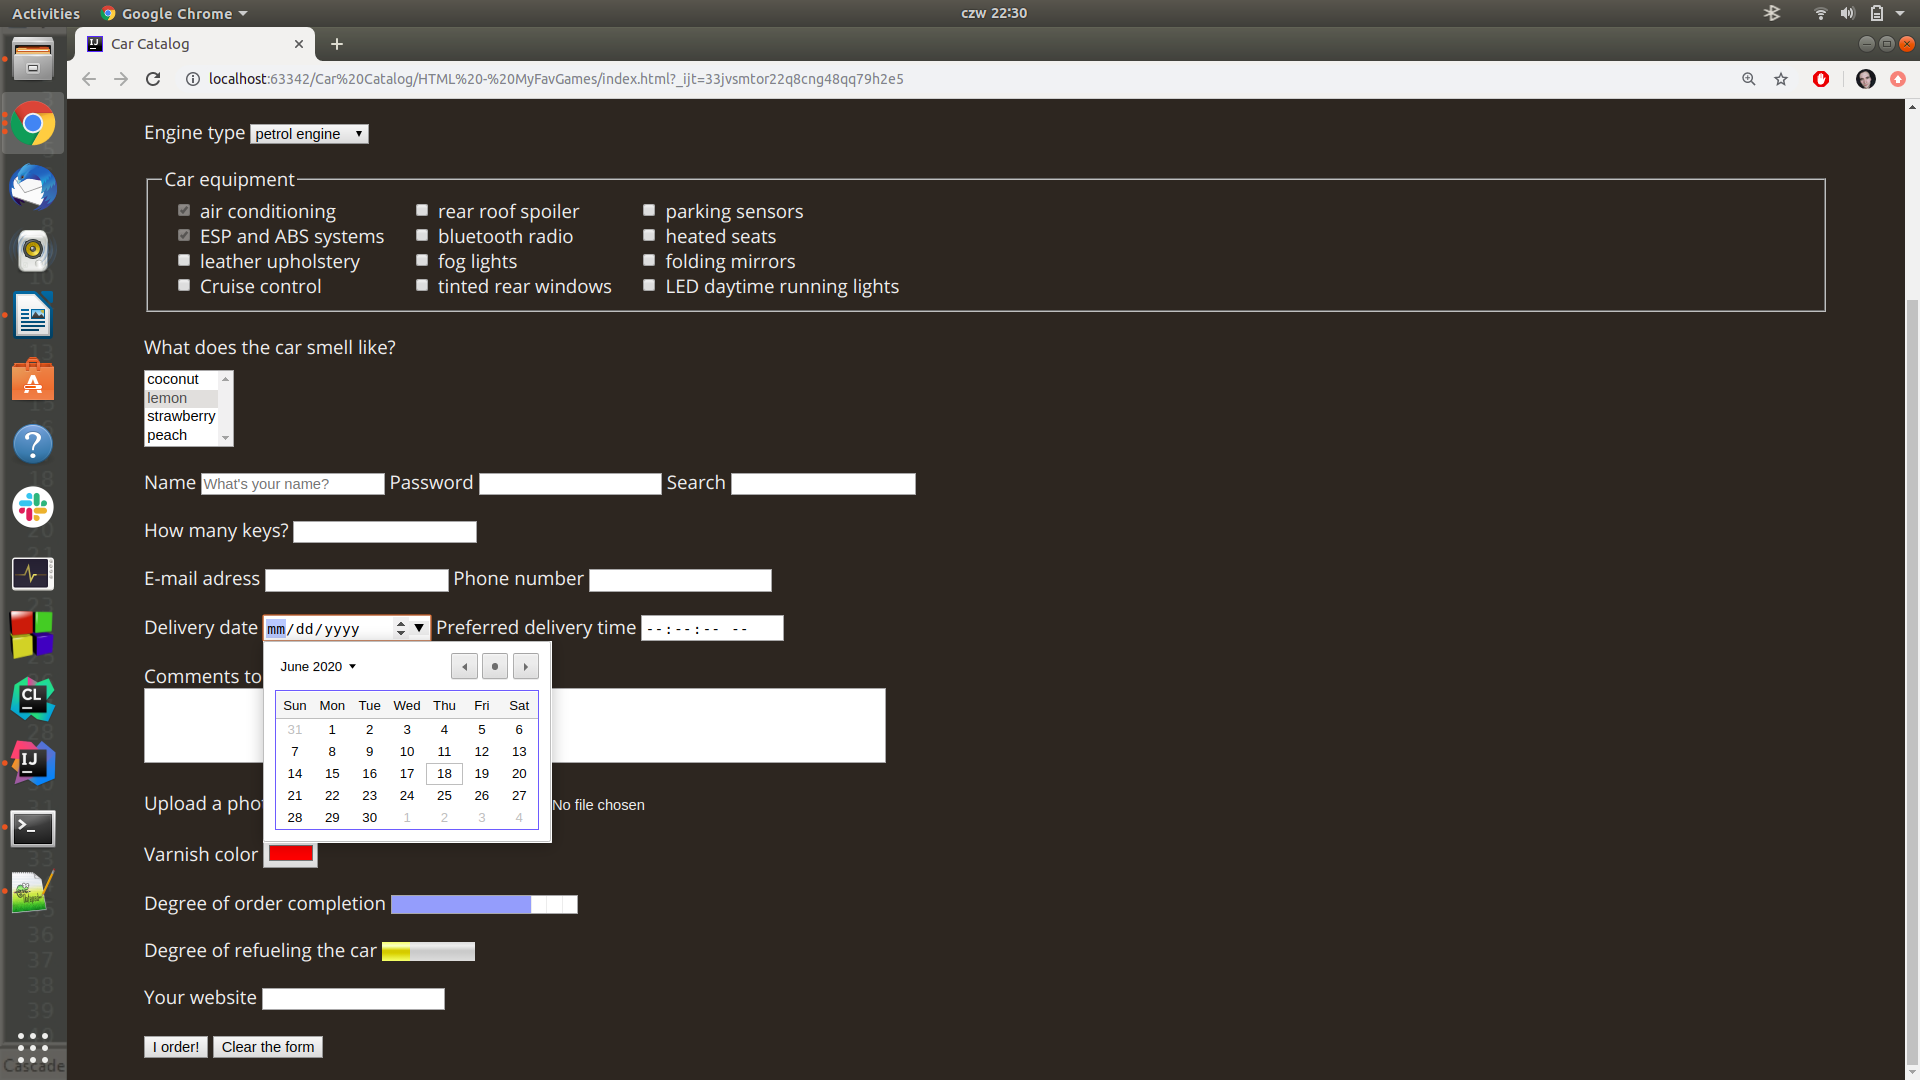 Activities
Google Chrome
czw 22:30
Car Catalog
localhost:63342/Car%20Catalog/HTML%20-%20MyFavGames/index.html?_ijt=33jvsmtor22q8cng48qq79h2e5
Engine type petrol engine
Car equipment
air conditioning rear roof spoiler parking sensors
ESP and ABS systems bluetooth radio heated seats
leather upholstery fog lights folding mirrors
Cruise control tinted rear windows LED daytime running lights
What does the car smell like?
coconut
lemon
strawberry
peach
Name What's your name? Password Search
How many keys?
E-mail adress Phone number
Delivery date mm/dd/yyyy Preferred delivery time --:--:-- --
June 2020
Comments to
Sun Mon Tue Wed Thu Fri Sat
31 1 2 3 4 5 6
7 8 9 10 11 12 13
14 15 16 17 18 19 20
21 22 23 24 25 26 27
28 29 30 1 2 3 4
Upload a pho No file chosen
Varnish color
Degree of order completion
Degree of refueling the car
Your website
I order! Clear the form
Cascade